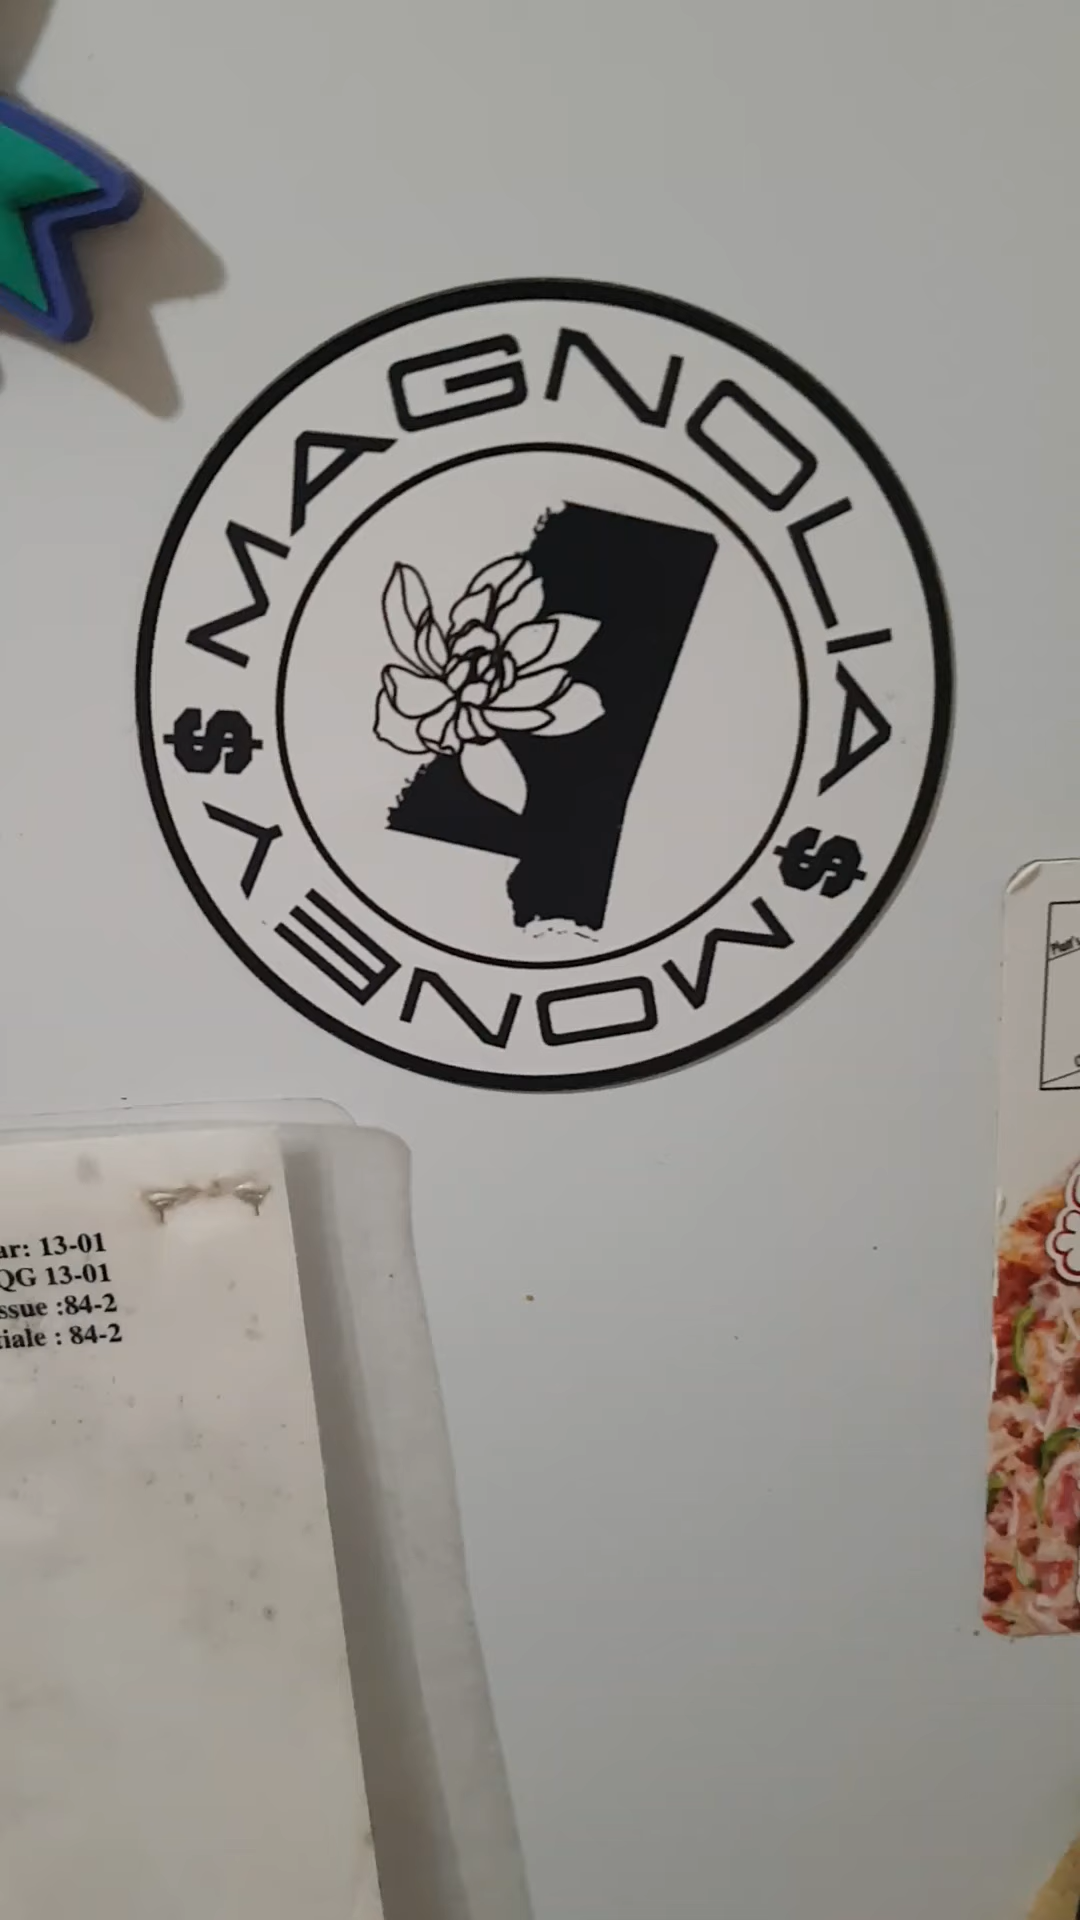 $ MAGNOLIA $
MONEY
ar: 13-01
QG 13-01
ssue :84-2
tiale : 84-2